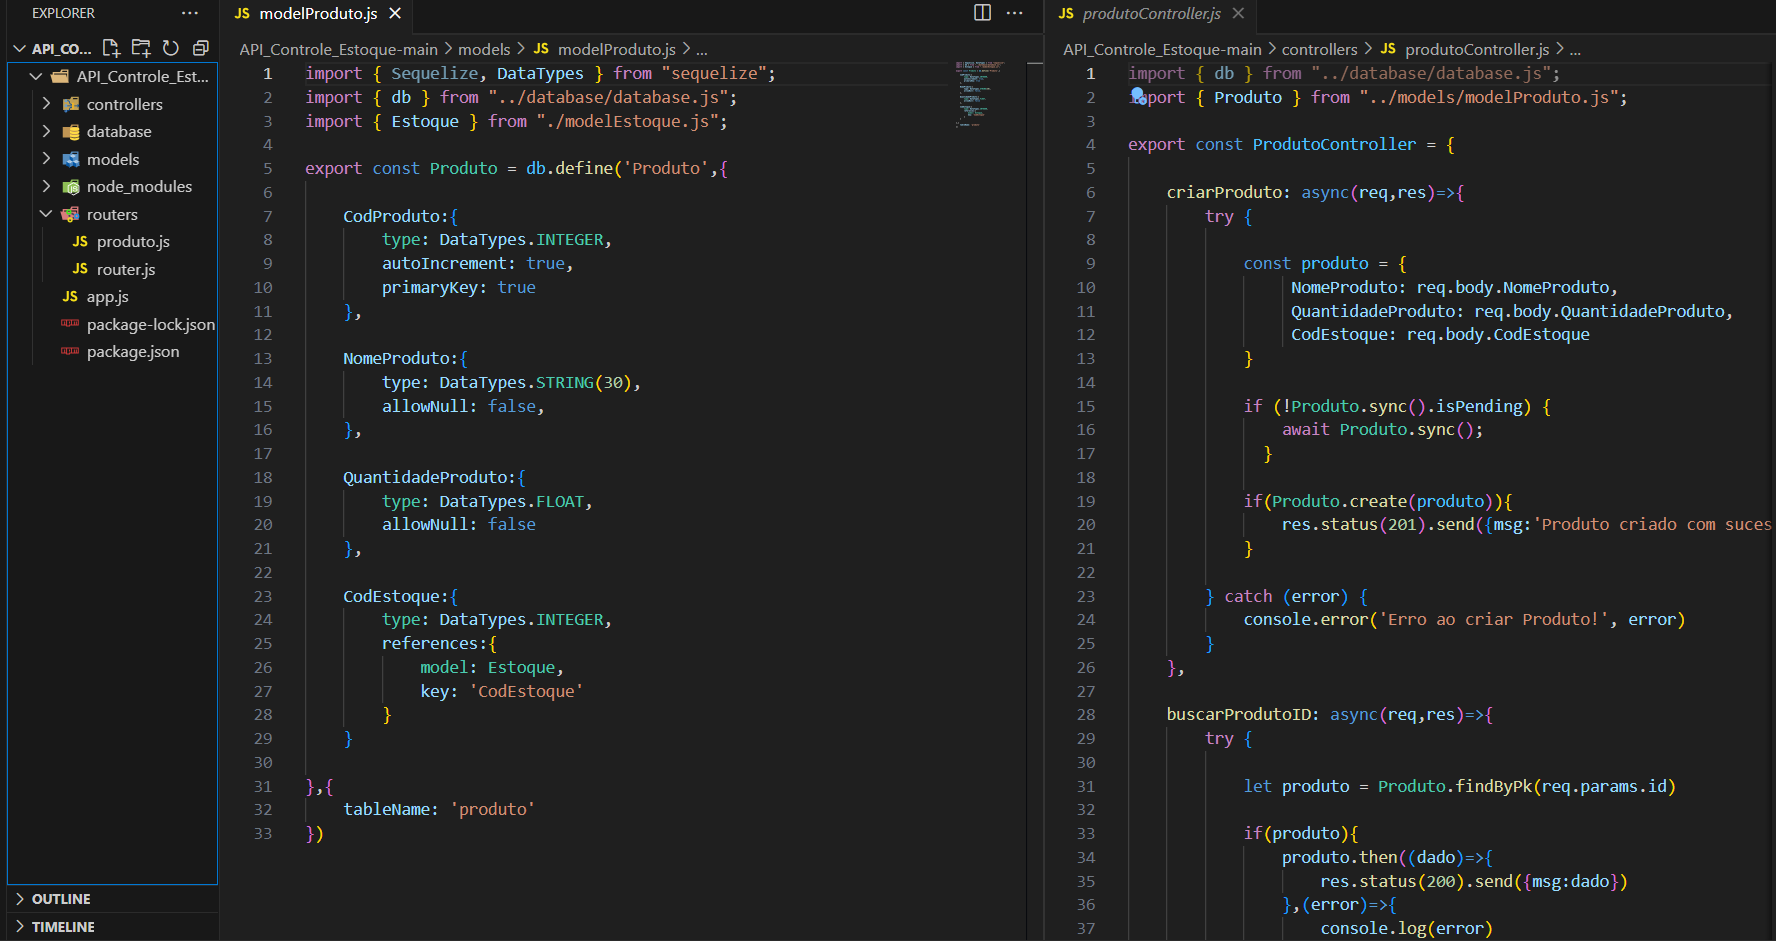 EXPLORER
API_CO...
API_Controle_Est...
controllers
database
models
node_modules
routers
JS produto.js
JS router.js
JS app.js
package-lock.json
package.json
OUTLINE
TIMELINE
JS modelProduto.js
API_Controle_Estoque-main > models > JS modelProduto.js > ...
1 import { Sequelize, DataTypes } from "sequelize";
2 import { db } from "../database/database.js";
3 import { Estoque } from "./modelEstoque.js";
4
5 export const Produto = db.define('Produto',{
6
7 CodProduto:{
8 type: DataTypes.INTEGER,
9 autoIncrement: true,
10 primaryKey: true
11 },
12
13 NomeProduto:{
14 type: DataTypes.STRING(30),
15 allowNull: false,
16 },
17
18 QuantidadeProduto:{
19 type: DataTypes.FLOAT,
20 allowNull: false
21 },
22
23 CodEstoque:{
24 type: DataTypes.INTEGER,
25 references:{
26 model: Estoque,
27 key: 'CodEstoque'
28 }
29 }
30
31 },{
32 tableName: 'produto'
33 })
JS produtoController.js
API_Controle_Estoque-main > controllers > JS produtoController.js > ...
1 import { db } from "../database/database.js";
2 import { Produto } from "../models/modelProduto.js";
3
4 export const ProdutoController = {
5
6 criarProduto: async(req,res)=>{
7 try {
8
9 const produto = {
10 NomeProduto: req.body.NomeProduto,
11 QuantidadeProduto: req.body.QuantidadeProduto,
12 CodEstoque: req.body.CodEstoque
13 }
14
15 if (!Produto.sync().isPending) {
16 await Produto.sync();
17 }
18
19 if(Produto.create(produto)){
20 res.status(201).send({msg:'Produto criado com suces
21 }
22
23 } catch (error) {
24 console.error('Erro ao criar Produto!', error)
25 }
26 },
27
28 buscarProdutoID: async(req,res)=>{
29 try {
30
31 let produto = Produto.findByPk(req.params.id)
32
33 if(produto){
34 produto.then((dado)=>{
35 res.status(200).send({msg:dado})
36 },(error)=>{
37 console.log(error)